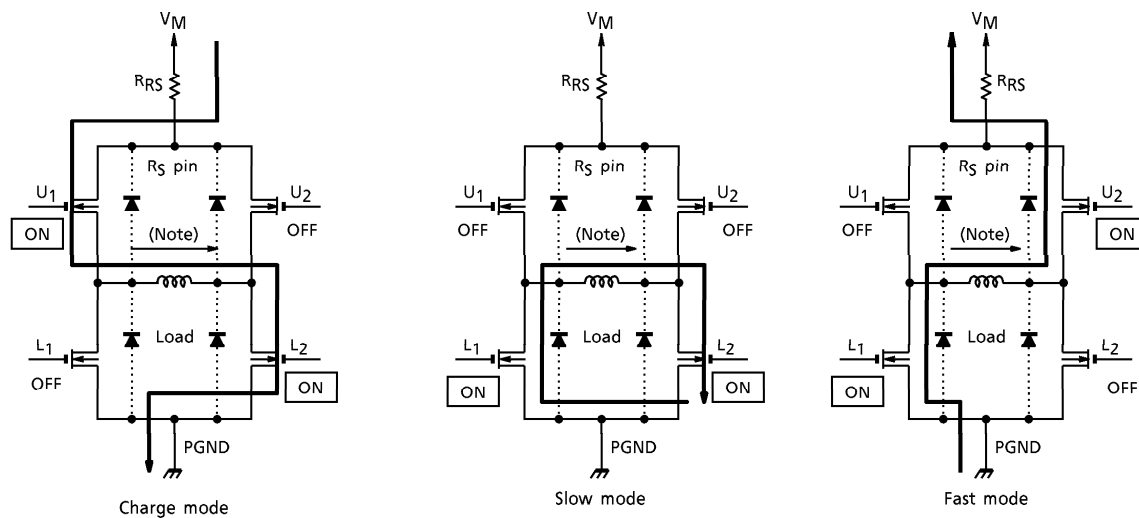 VM
RRS
RS pin
U1
ON
U2
OFF
(Note)
Load
L1
OFF
L2
ON
PGND
Charge mode
VM
RRS
RS pin
U1
OFF
U2
OFF
(Note)
Load
L1
ON
L2
ON
PGND
Slow mode
VM
RRS
RS pin
U1
OFF
U2
ON
(Note)
Load
L1
ON
L2
OFF
PGND
Fast mode